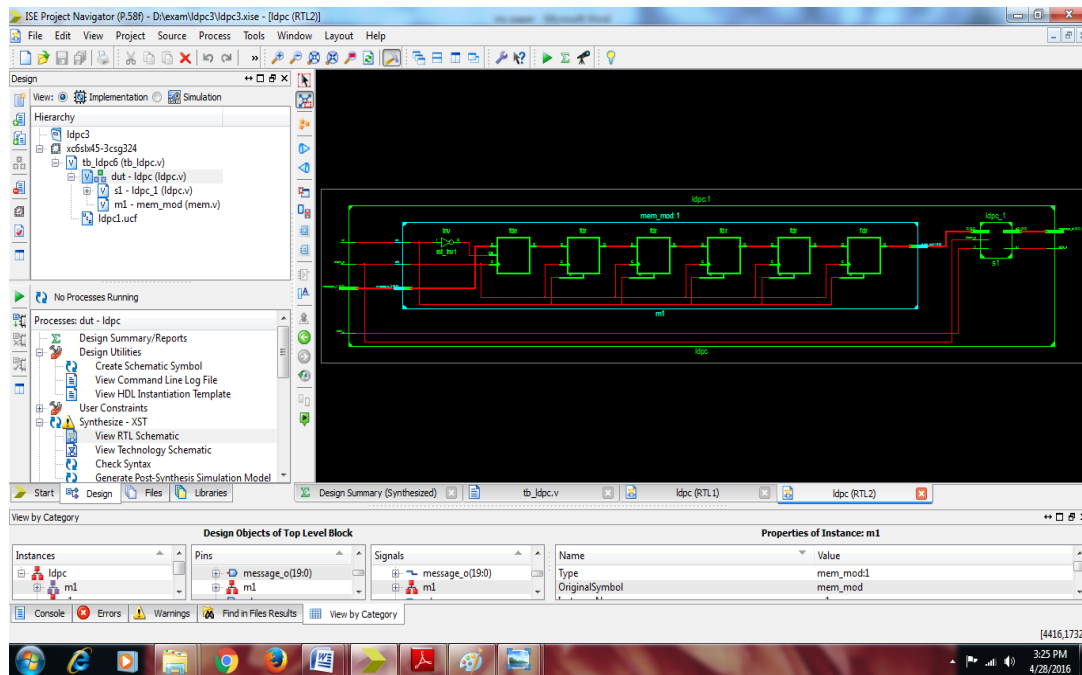 ISE Project Navigator (P.58f) - D:\exam\ldpc3\ldpc3.xise - [ldpc (RTL2)]
File Edit View Project Source Process Tools Window Layout Help
Design
View: Implementation Simulation
Hierarchy
ldpc3
xc6slx45-3csg324
tb_ldpc6 (tb_ldpc.v)
dut - ldpc (ldpc.v)
s1 - ldpc_1 (ldpc.v)
m1 - mem_mod (mem.v)
ldpc1.ucf
No Processes Running
Processes: dut - ldpc
Design Summary/Reports
Design Utilities
Create Schematic Symbol
View Command Line Log File
View HDL Instantiation Template
User Constraints
Synthesize - XST
View RTL Schematic
View Technology Schematic
Check Syntax
Generate Post-Synthesis Simulation Model
Start Design Files Libraries
ldpc:1
mem_mod:1
ldpc_1
inv
fdr fdr fdr fdr fdr
s1
m1
ldpc
Design Summary (Synthesized) tb_ldpc.v ldpc (RTL1) ldpc (RTL2)
View by Category
Design Objects of Top Level Block
Properties of Instance: m1
Instances Pins Signals Name Value
ldpc message_o(19:0) message_o(19:0) Type mem_mod:1
m1 m1 m1 OriginalSymbol mem_mod
Console Errors Warnings Find in Files Results View by Category
[4416,1732
3:25 PM
4/28/2016